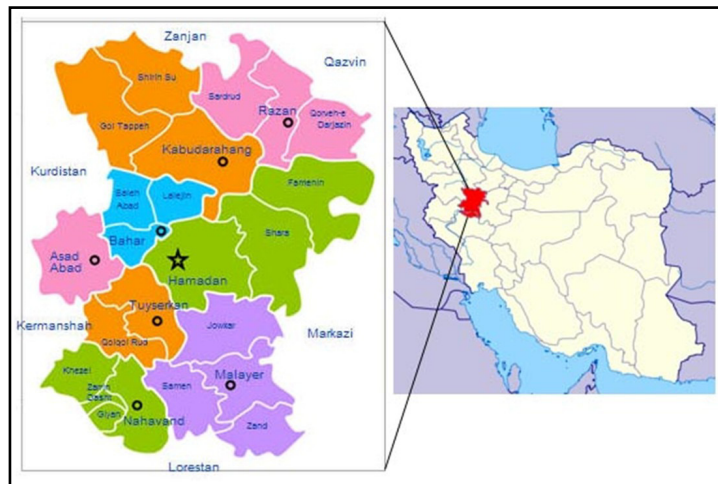 Zanjan
Qazvin
Shirin Su
Sardrud
Razan
Qorveh-e
Darjazin
Gol Tappeh
Kabudarahang
Kurdistan
Famenin
Saleh
Abad
Lalejin
Shara
Bahar
Asad
Abad
Hamadan
Tuyserkan
Kermanshah
Jowkar
Markazi
Qolqol Rud
Khezel
Zarrin
Dasht
Samen
Malayer
Giyan
Nahavand
Zand
Lorestan